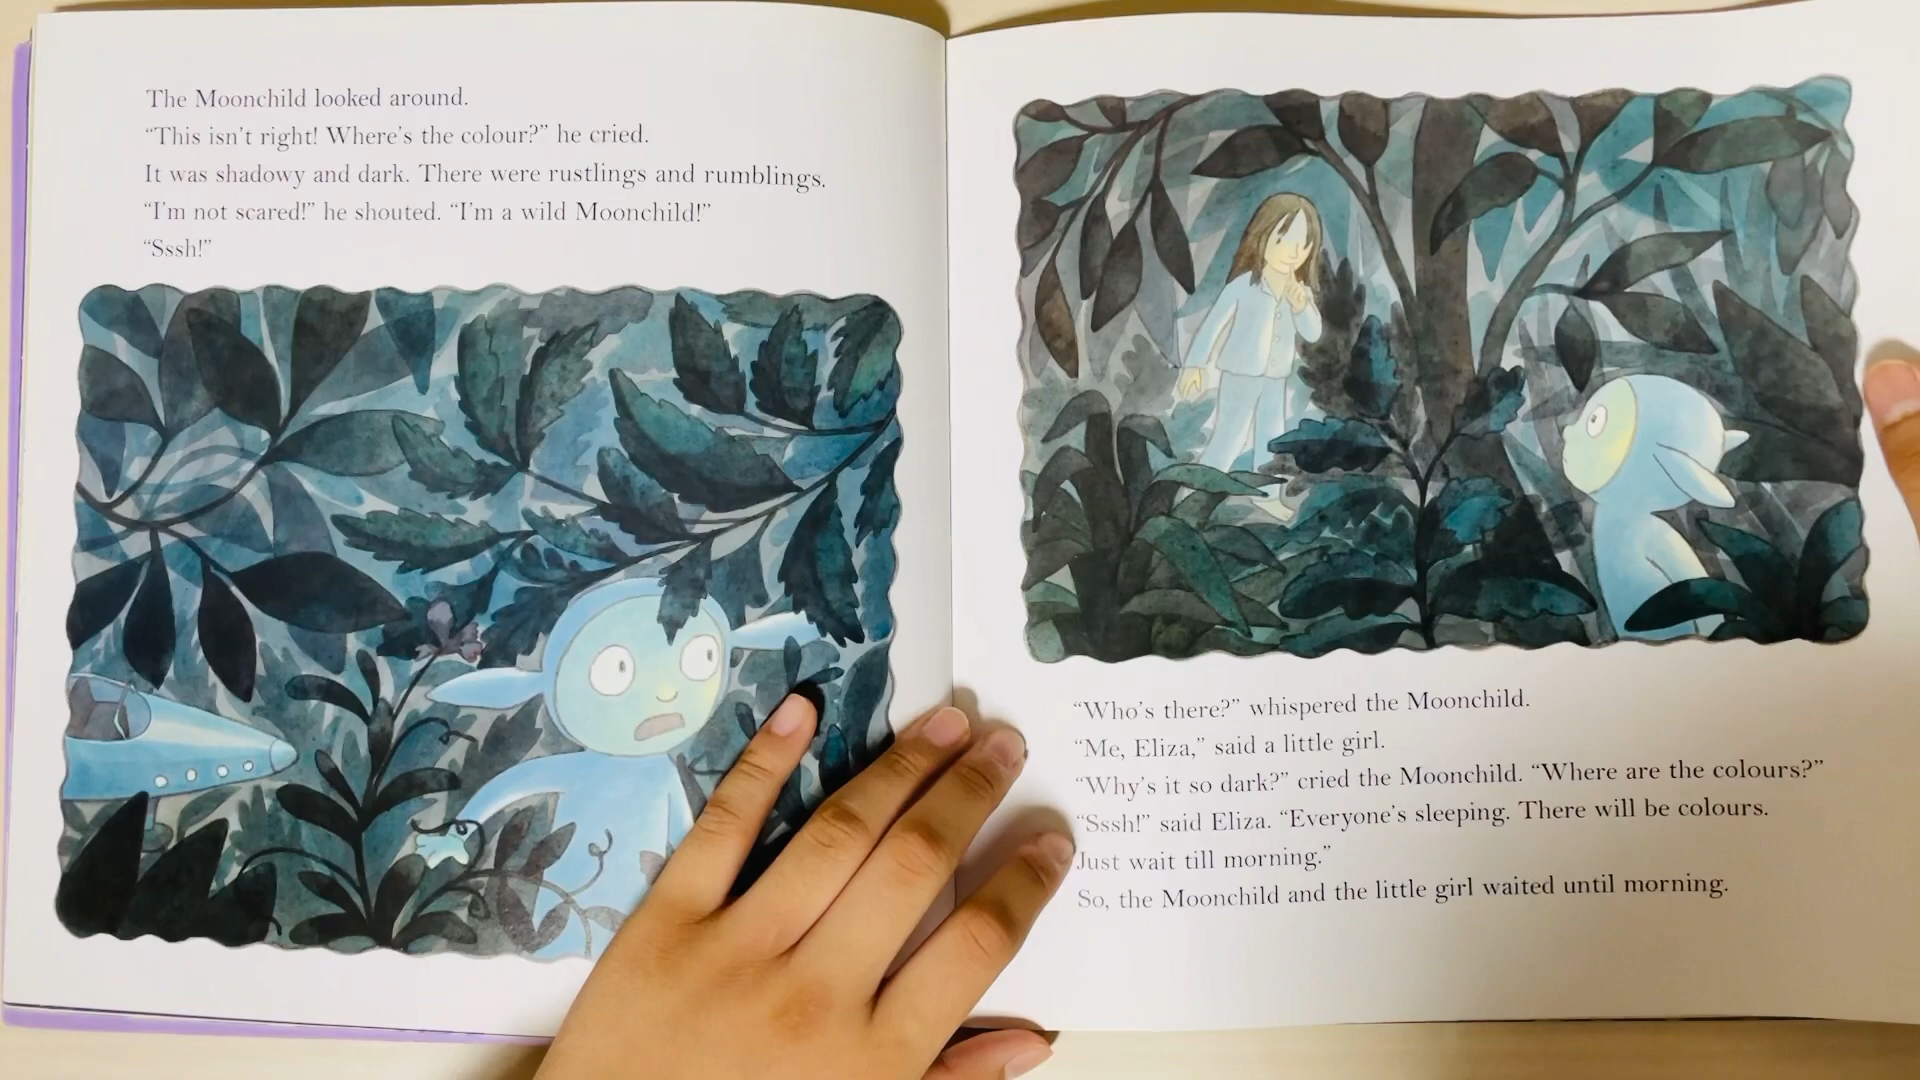 The Moonchild looked around.
“This isn’t right! Where’s the colour?” he cried.
It was shadowy and dark. There were rustlings and rumblings.
“I’m not scared!” he shouted. “I’m a wild Moonchild!”
“Sssh!”
“Who’s there?” whispered the Moonchild.
“Me, Eliza,” said a little girl.
“Why’s it so dark?” cried the Moonchild. “Where are the colours?”
“Sssh!” said Eliza. “Everyone’s sleeping. There will be colours.
Just wait till morning.”
So, the Moonchild and the little girl waited until morning.